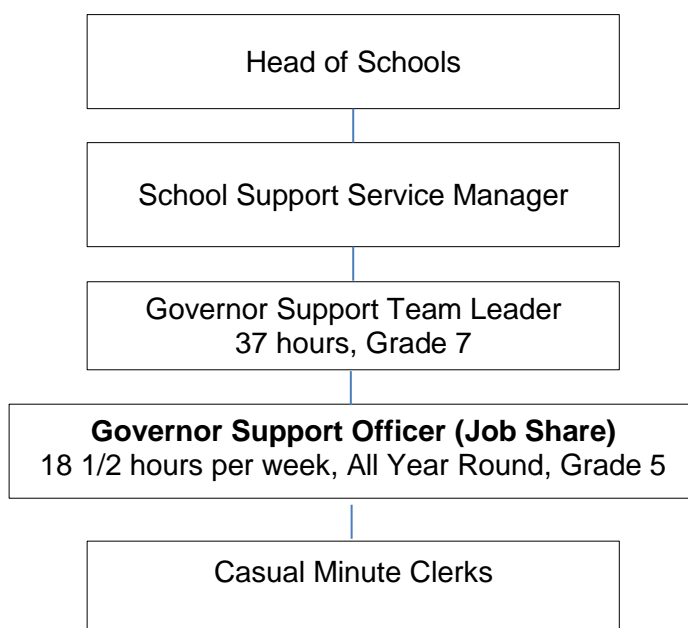 Head of Schools
School Support Service Manager
Governor Support Team Leader
37 hours, Grade 7
Governor Support Officer (Job Share)
18 1/2 hours per week, All Year Round, Grade 5
Casual Minute Clerks